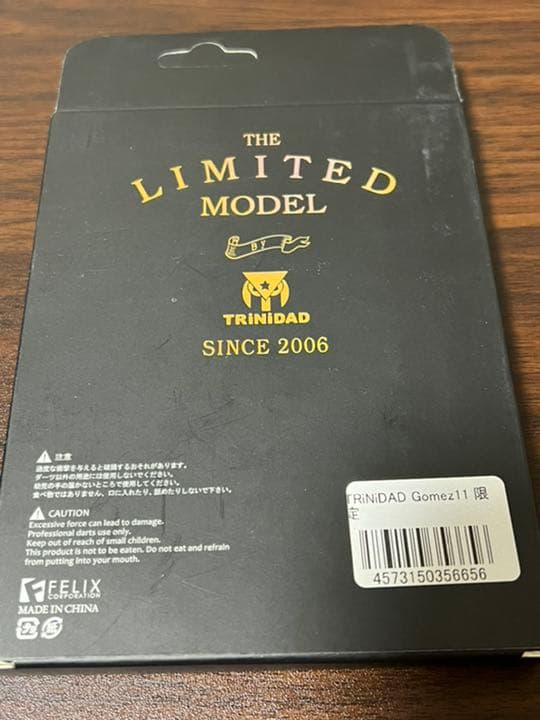 THE
LIMITED
MODEL
BY
TRiNiDAD
SINCE 2006
注意
過度な衝撃を与えると破損するおそれがあります。
ダーツ以外の用途には使用しないでください。
幼児の手の届かないところで使用してください。
食べ物ではありません、口に入れたり、舐めたりしないで下さい。
CAUTION
Excessive force can lead to damage.
Professional darts use only.
Keep out of reach of small children.
This product is not to be eaten. Do not eat and refrain
from putting into your mouth.
FELIX
CORPORATION
MADE IN CHINA
プラ
紙
TRiNiDAD Gomez11 限
定
4573150356656